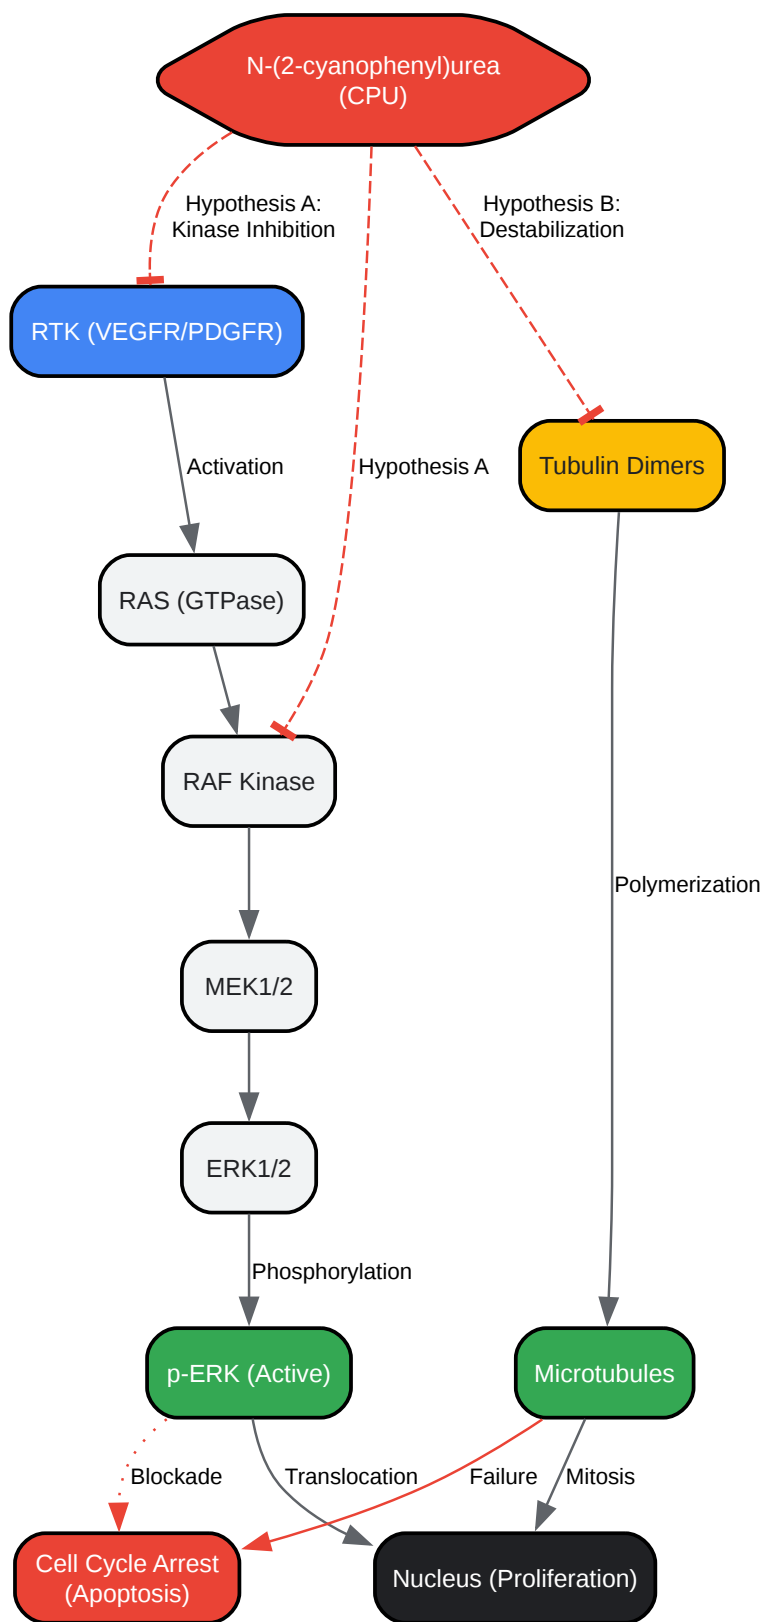 N-(2-cyanophenyl)urea
(CPU)
Hypothesis A:
Kinase Inhibition
Hypothesis B:
Destabilization
RTK (VEGFR/PDGFR)
Activation
Hypothesis A
Tubulin Dimers
RAS (GTPase)
RAF Kinase
Polymerization
MEK1/2
ERK1/2
Phosphorylation
p-ERK (Active)
Microtubules
Blockade
Translocation
Failure
Mitosis
Cell Cycle Arrest
(Apoptosis)
Nucleus (Proliferation)